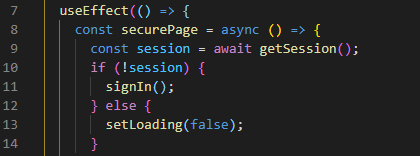 7 useEffect(() => {
8 const securePage = async () => {
9 const session = await getSession();
10 if (!session) {
11 signIn();
12 } else {
13 setLoading(false);
14 }